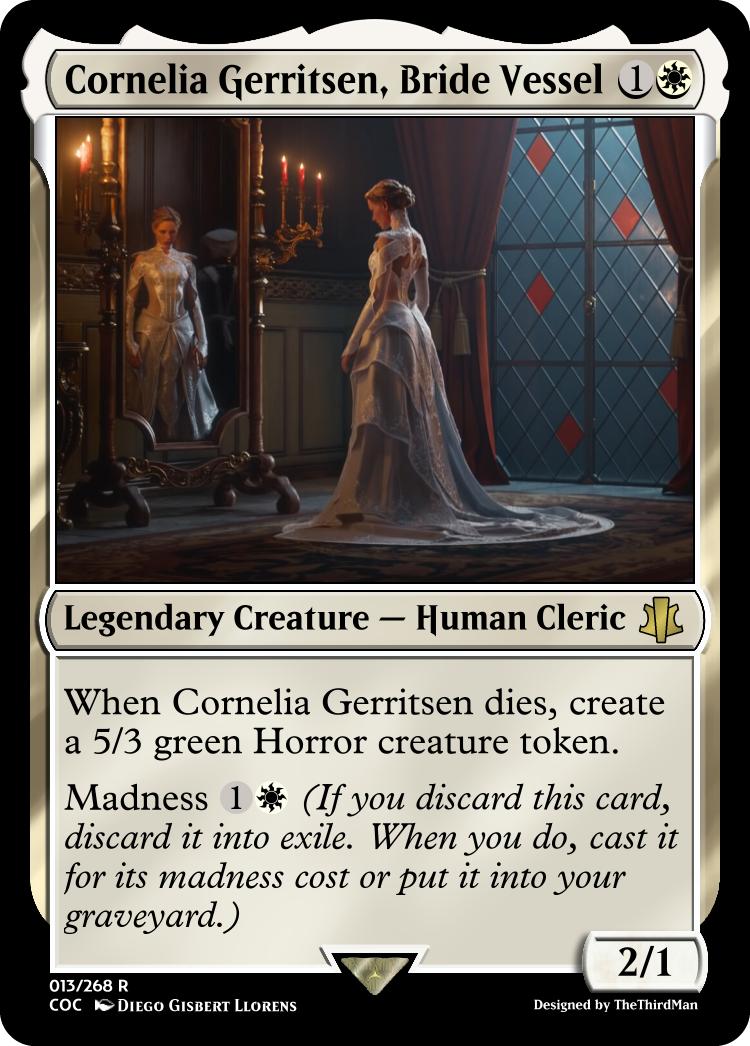 Cornelia Gerritsen, Bride Vessel 1
Legendary Creature — Human Cleric
When Cornelia Gerritsen dies, create
a 5/3 green Horror creature token.
Madness 1 (If you discard this card,
discard it into exile. When you do, cast it
for its madness cost or put it into your
graveyard.)
2/1
013/268 R
COC Diego Gisbert Llorens
Designed by TheThirdMan